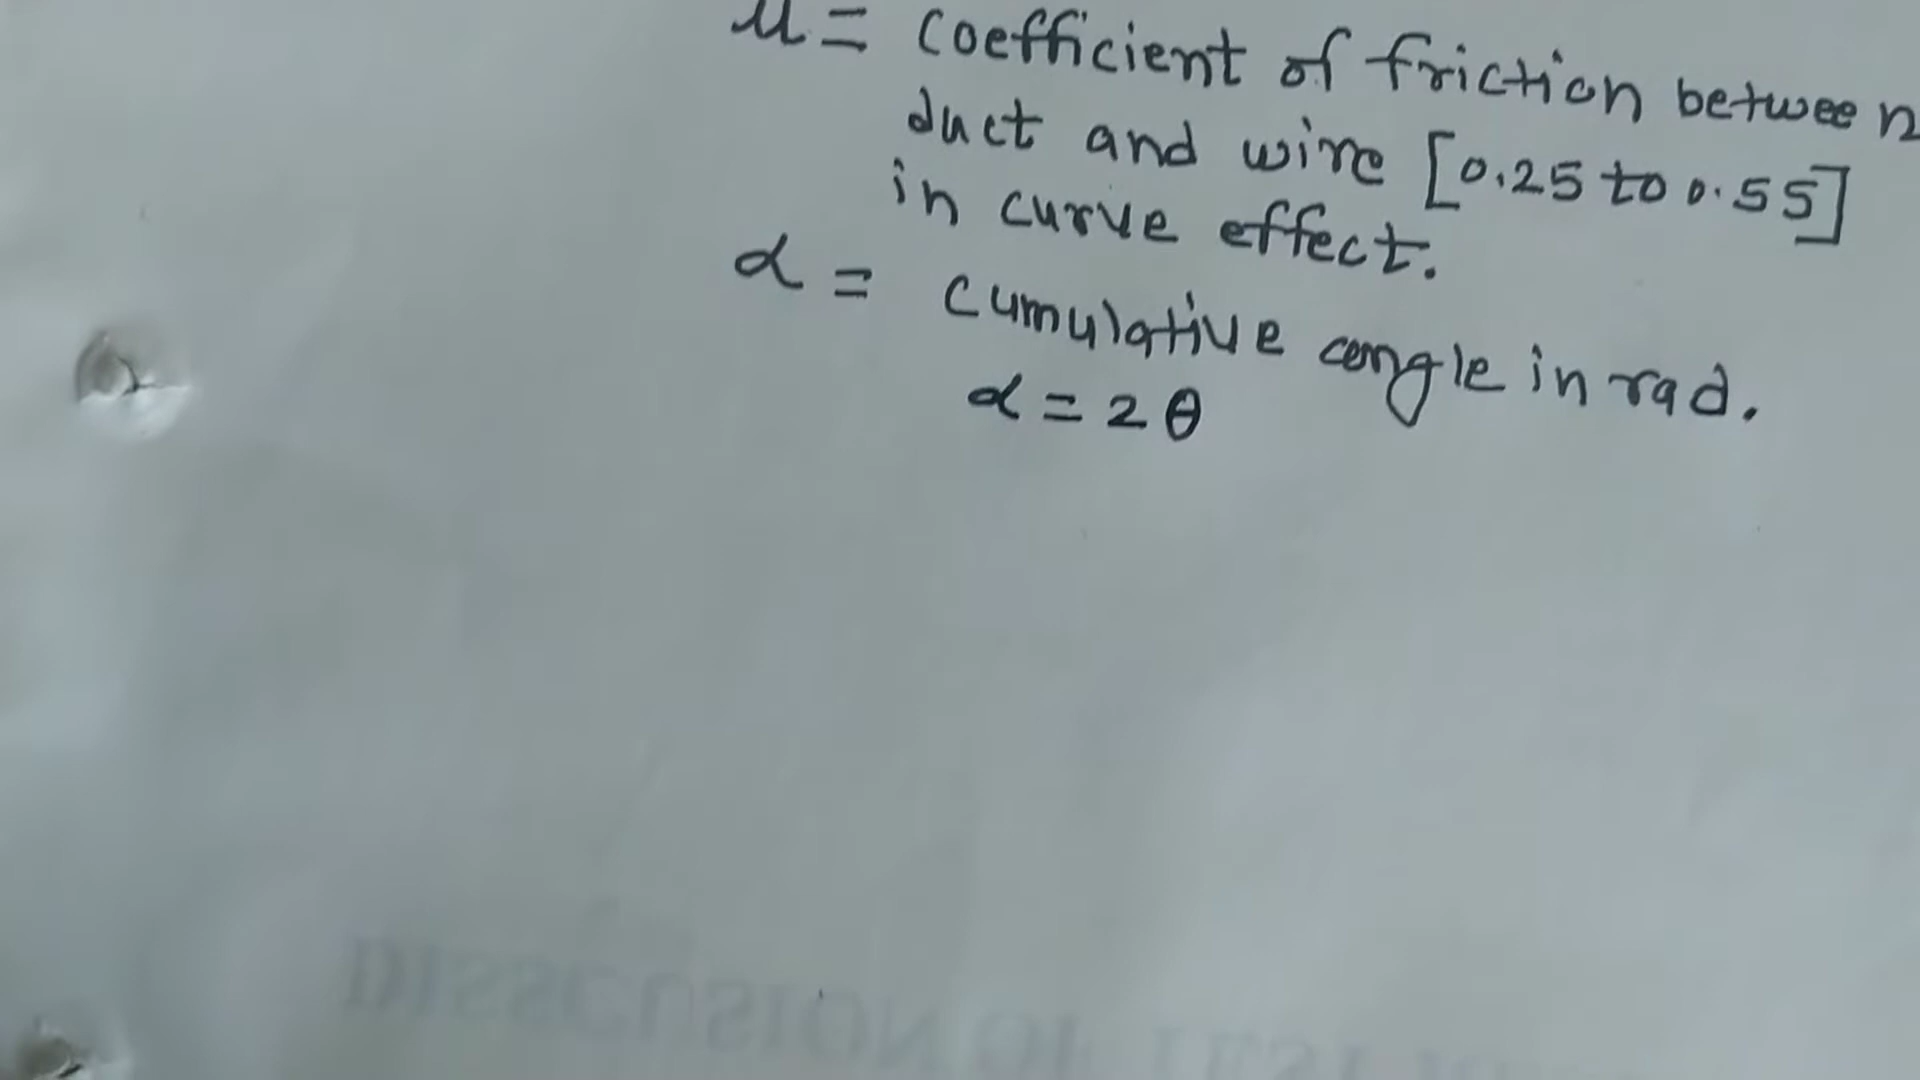 μ = coefficient of friction between
duct and wire [0.25 to 0.55]
in curve effect.
α = cumulative angle in rad.
α = 2θ